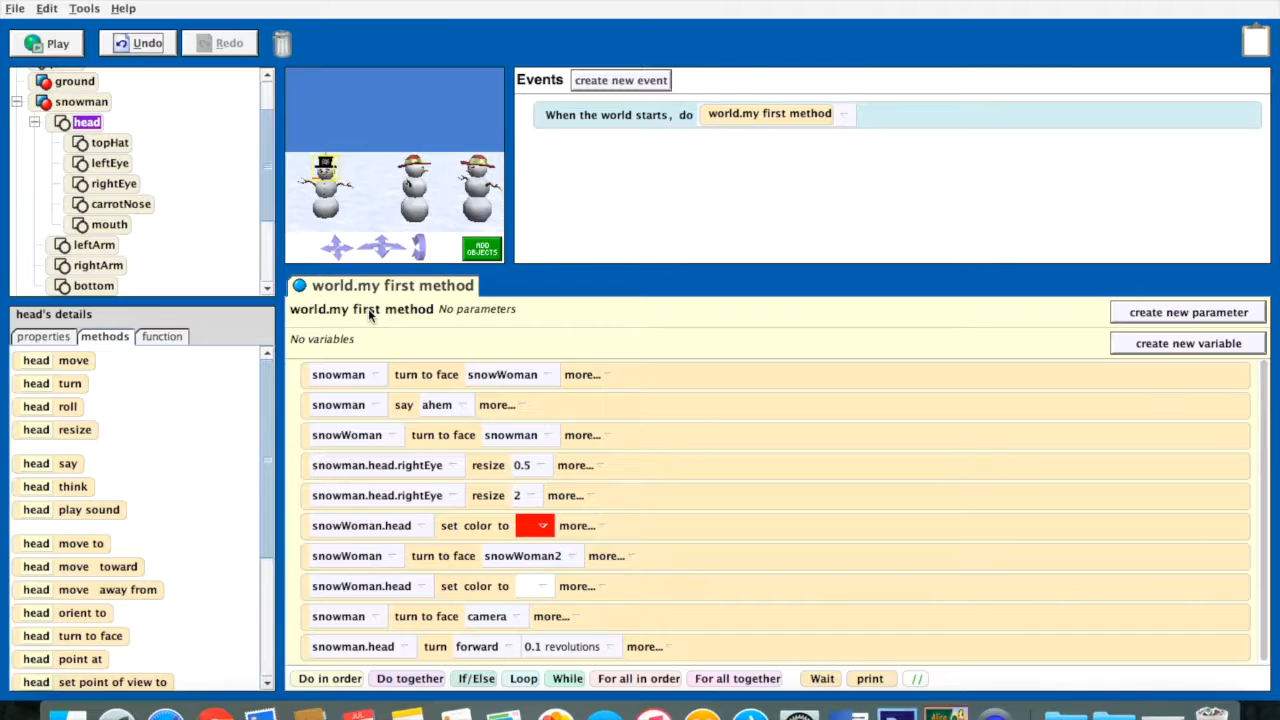 File Edit Tools Help
Play Undo Redo
ground
snowman
head
topHat
leftEye
rightEye
carrotNose
mouth
leftArm
rightArm
bottom
ADD OBJECTS
Events create new event
When the world starts, do world.my first method
head's details
properties methods function
head move
head turn
head roll
head resize
head say
head think
head play sound
head move to
head move toward
head move away from
head orient to
head turn to face
head point at
head set point of view to
world.my first method
world.my first method No parameters
create new parameter
No variables
create new variable
snowman turn to face snowWoman more...
snowman say ahem more...
snowWoman turn to face snowman more...
snowman.head.rightEye resize 0.5 more...
snowman.head.rightEye resize 2 more...
snowWoman.head set color to more...
snowWoman turn to face snowWoman2 more...
snowWoman.head set color to more...
snowman turn to face camera more...
snowman.head turn forward 0.1 revolutions more...
Do in order Do together If/Else Loop While For all in order For all together Wait print //